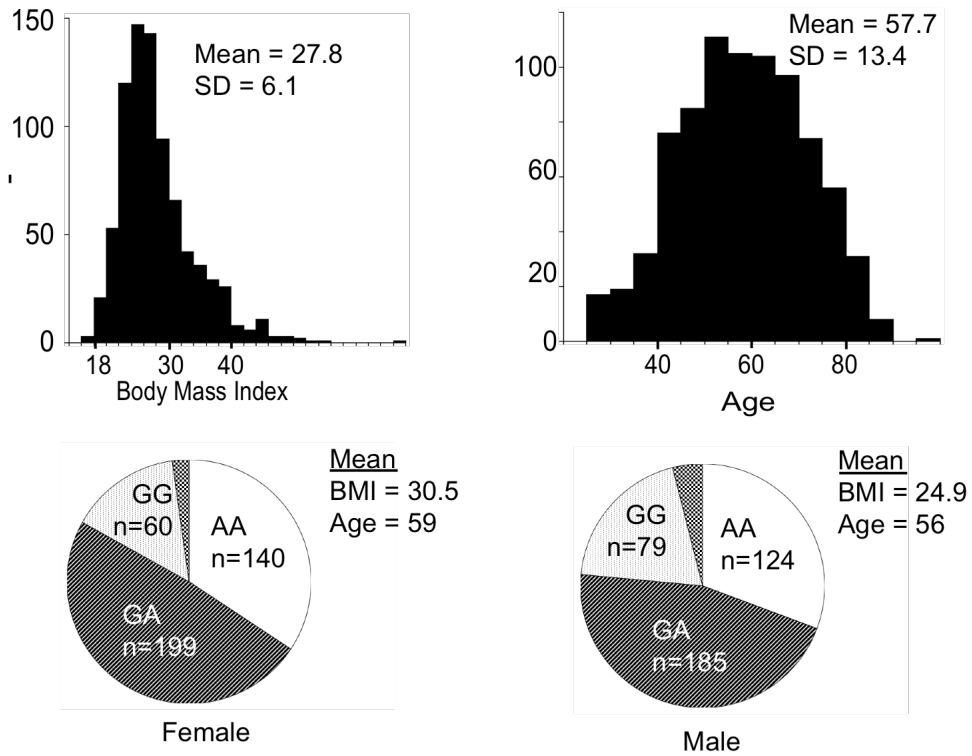 150
100
50
0
Mean = 27.8
SD = 6.1
18 30 40
Body Mass Index
100
60
20
0
Mean = 57.7
SD = 13.4
40 60 80
Age
GG
n=60
AA
n=140
GA
n=199
Mean
BMI = 30.5
Age = 59
Female
GG
n=79
AA
n=124
GA
n=185
Mean
BMI = 24.9
Age = 56
Male